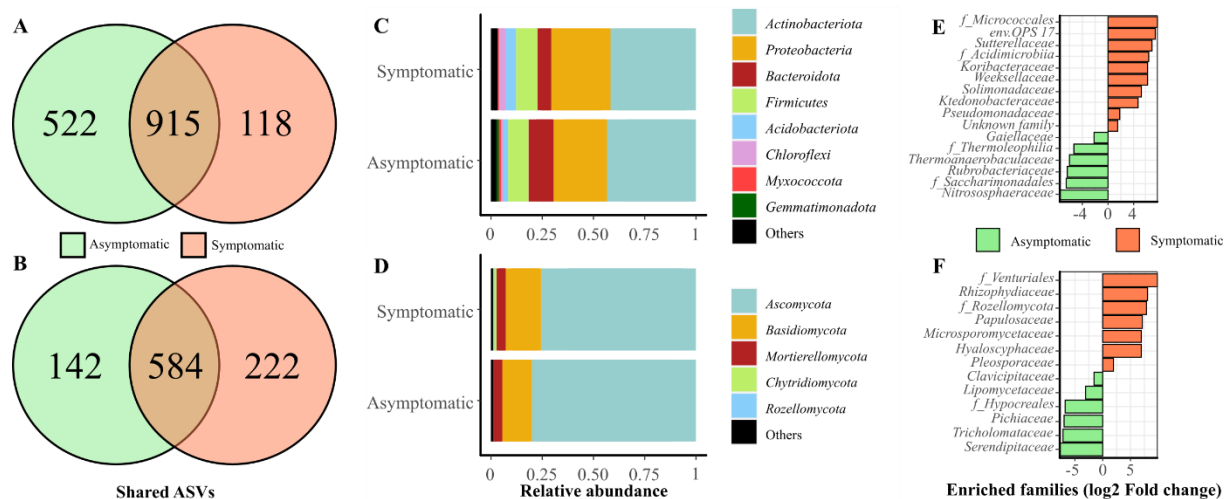 A
522
915
118
Asymptomatic
Symptomatic
B
142
584
222
Shared ASVs
C
Symptomatic
Asymptomatic
0
0.25
0.50
0.75
1
Actinobacteriota
Proteobacteria
Bacteroidota
Firmicutes
Acidobacteriota
Chloroflexi
Myxococcota
Gemmatimonadota
Others
D
Symptomatic
Asymptomatic
0
0.25
0.50
0.75
1
Relative abundance
Ascomycota
Basidiomycota
Mortierellomycota
Chytridiomycota
Rozellomycota
Others
E
f_Micrococcales
env.OPS 17
Sutterellaceae
f_Acidimicrobiia
Koribacteraceae
Weeksellaceae
Solimonadaceae
Ktedonobacteraceae
Pseudomonadaceae
Unknown family
Gaiellaceae
f_Thermoleophilia
Thermoanaerobaculaceae
Rubrobacteriaceae
f_Saccharimonadales
Nitrososphaeraceae
-4
0
4
Asymptomatic
Symptomatic
F
f_Venturiales
Rhizophydiaceae
f_Rozellomycota
Papulosaceae
Microsporomycetaceae
Hyaloscyphaceae
Pleosporaceae
Clavicipitaceae
Lipomycetaceae
f_Hypocreales
Pichiaceae
Tricholomataceae
Serendipitaceae
-5
0
5
Enriched families (log2 Fold change)